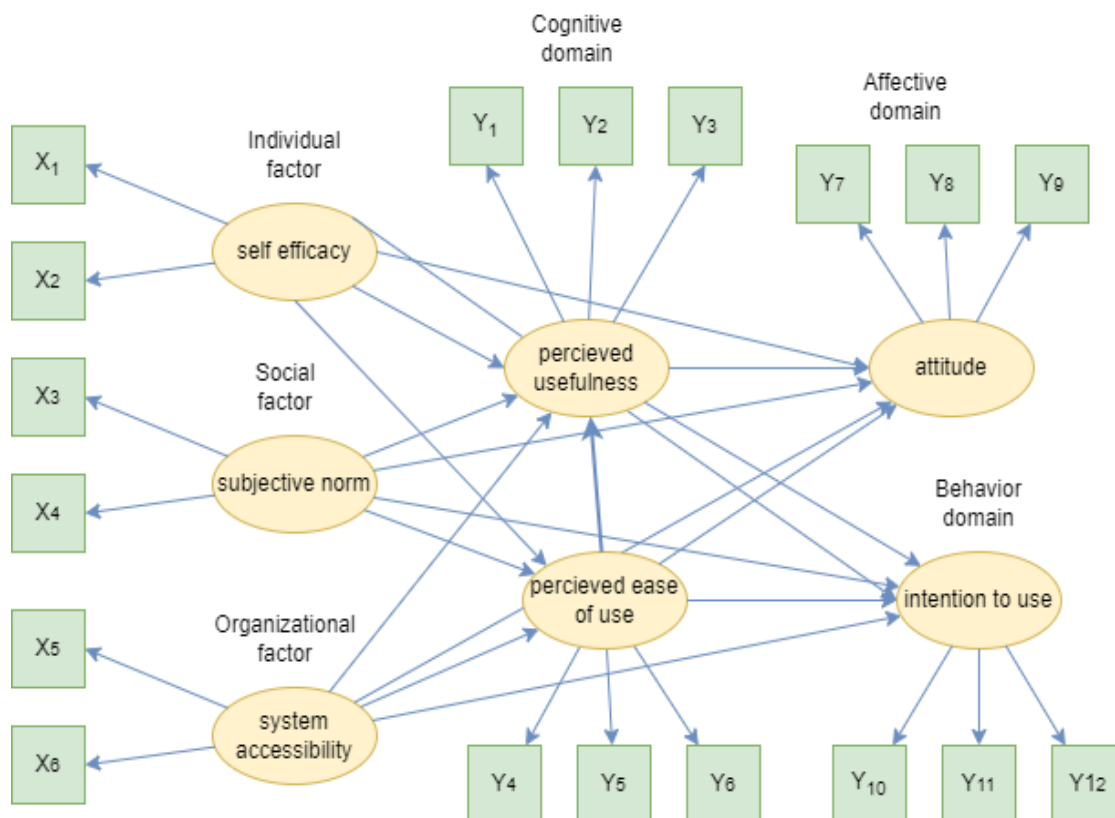 Cognitive
domain
Affective
domain
Y1
Y2
Y3
X1
Individual
factor
Y7
Y8
Y9
X2
self efficacy
percieved
usefulness
attitude
X3
Social
factor
X4
subjective norm
Behavior
domain
percieved ease
of use
intention to use
X5
Organizational
factor
X6
system
accessibility
Y4
Y5
Y6
Y10
Y11
Y12